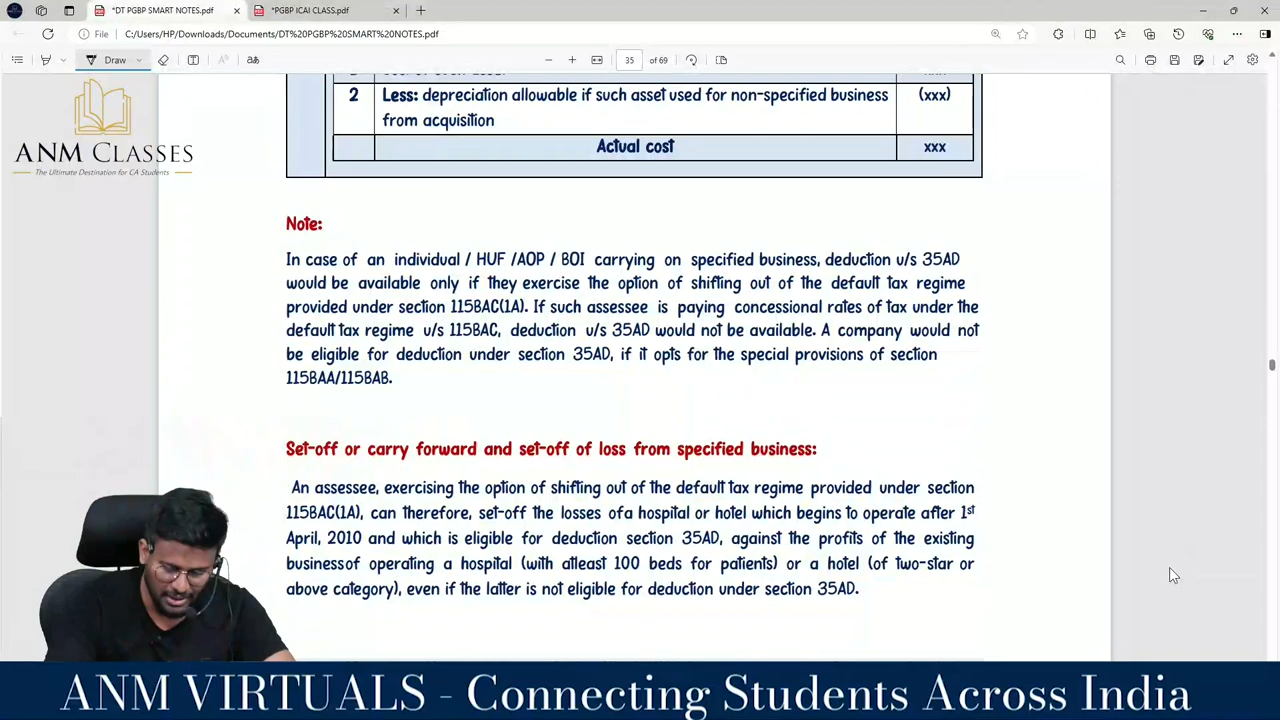 *DT PGBP SMART NOTES.pdf
*PGBP ICAI CLASS.pdf
File
C:/Users/HP/Downloads/Documents/DT%20PGBP%20SMART%20NOTES.pdf
Draw
35 of 69
2 Less: depreciation allowable if such asset used for non-specified business (xxx)
from acquisition
Actual cost xxx
ANM CLASSES
The Ultimate Destination for CA Students
Note:
In case of an individual / HUF /AOP / BOI carrying on specified business, deduction u/s 35AD
would be available only if they exercise the option of shifting out of the default tax regime
provided under section 115BAC(1A). If such assessee is paying concessional rates of tax under the
default tax regime u/s 115BAC, deduction u/s 35AD would not be available. A company would not
be eligible for deduction under section 35AD, if it opts for the special provisions of section
115BAA/115BAB.
Set-off or carry forward and set-off of loss from specified business:
An assessee, exercising the option of shifting out of the default tax regime provided under section
115BAC(1A), can therefore, set-off the losses ofa hospital or hotel which begins to operate after 1st
April, 2010 and which is eligible for deduction section 35AD, against the profits of the existing
businessof operating a hospital (with atleast 100 beds for patients) or a hotel (of two-star or
above category), even if the latter is not eligible for deduction under section 35AD.
ANM VIRTUALS - Connecting Students Across India